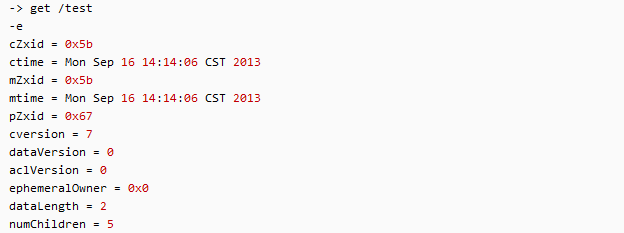 -> get /test
-e
cZxid = 0x5b
ctime = Mon Sep 16 14:14:06 CST 2013
mZxid = 0x5b
mtime = Mon Sep 16 14:14:06 CST 2013
pZxid = 0x67
cversion = 7
dataVersion = 0
aclVersion = 0
ephemeralOwner = 0x0
dataLength = 2
numChildren = 5